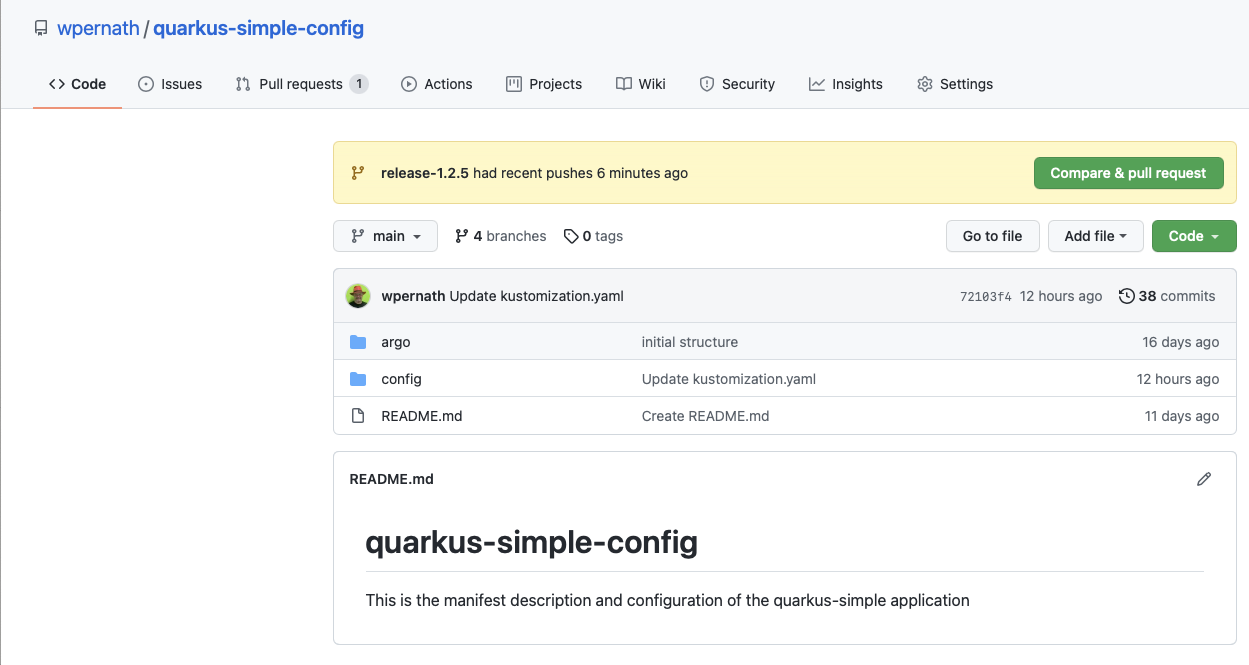 wpernath / quarkus-simple-config
Code Issues Pull requests 1 Actions Projects Wiki Security Insights Settings
release-1.2.5 had recent pushes 6 minutes ago Compare & pull request
main 4 branches 0 tags Go to file Add file Code
wpernath Update kustomization.yaml 72103f4 12 hours ago 38 commits
argo initial structure 16 days ago
config Update kustomization.yaml 12 hours ago
README.md Create README.md 11 days ago
README.md
quarkus-simple-config
This is the manifest description and configuration of the quarkus-simple application